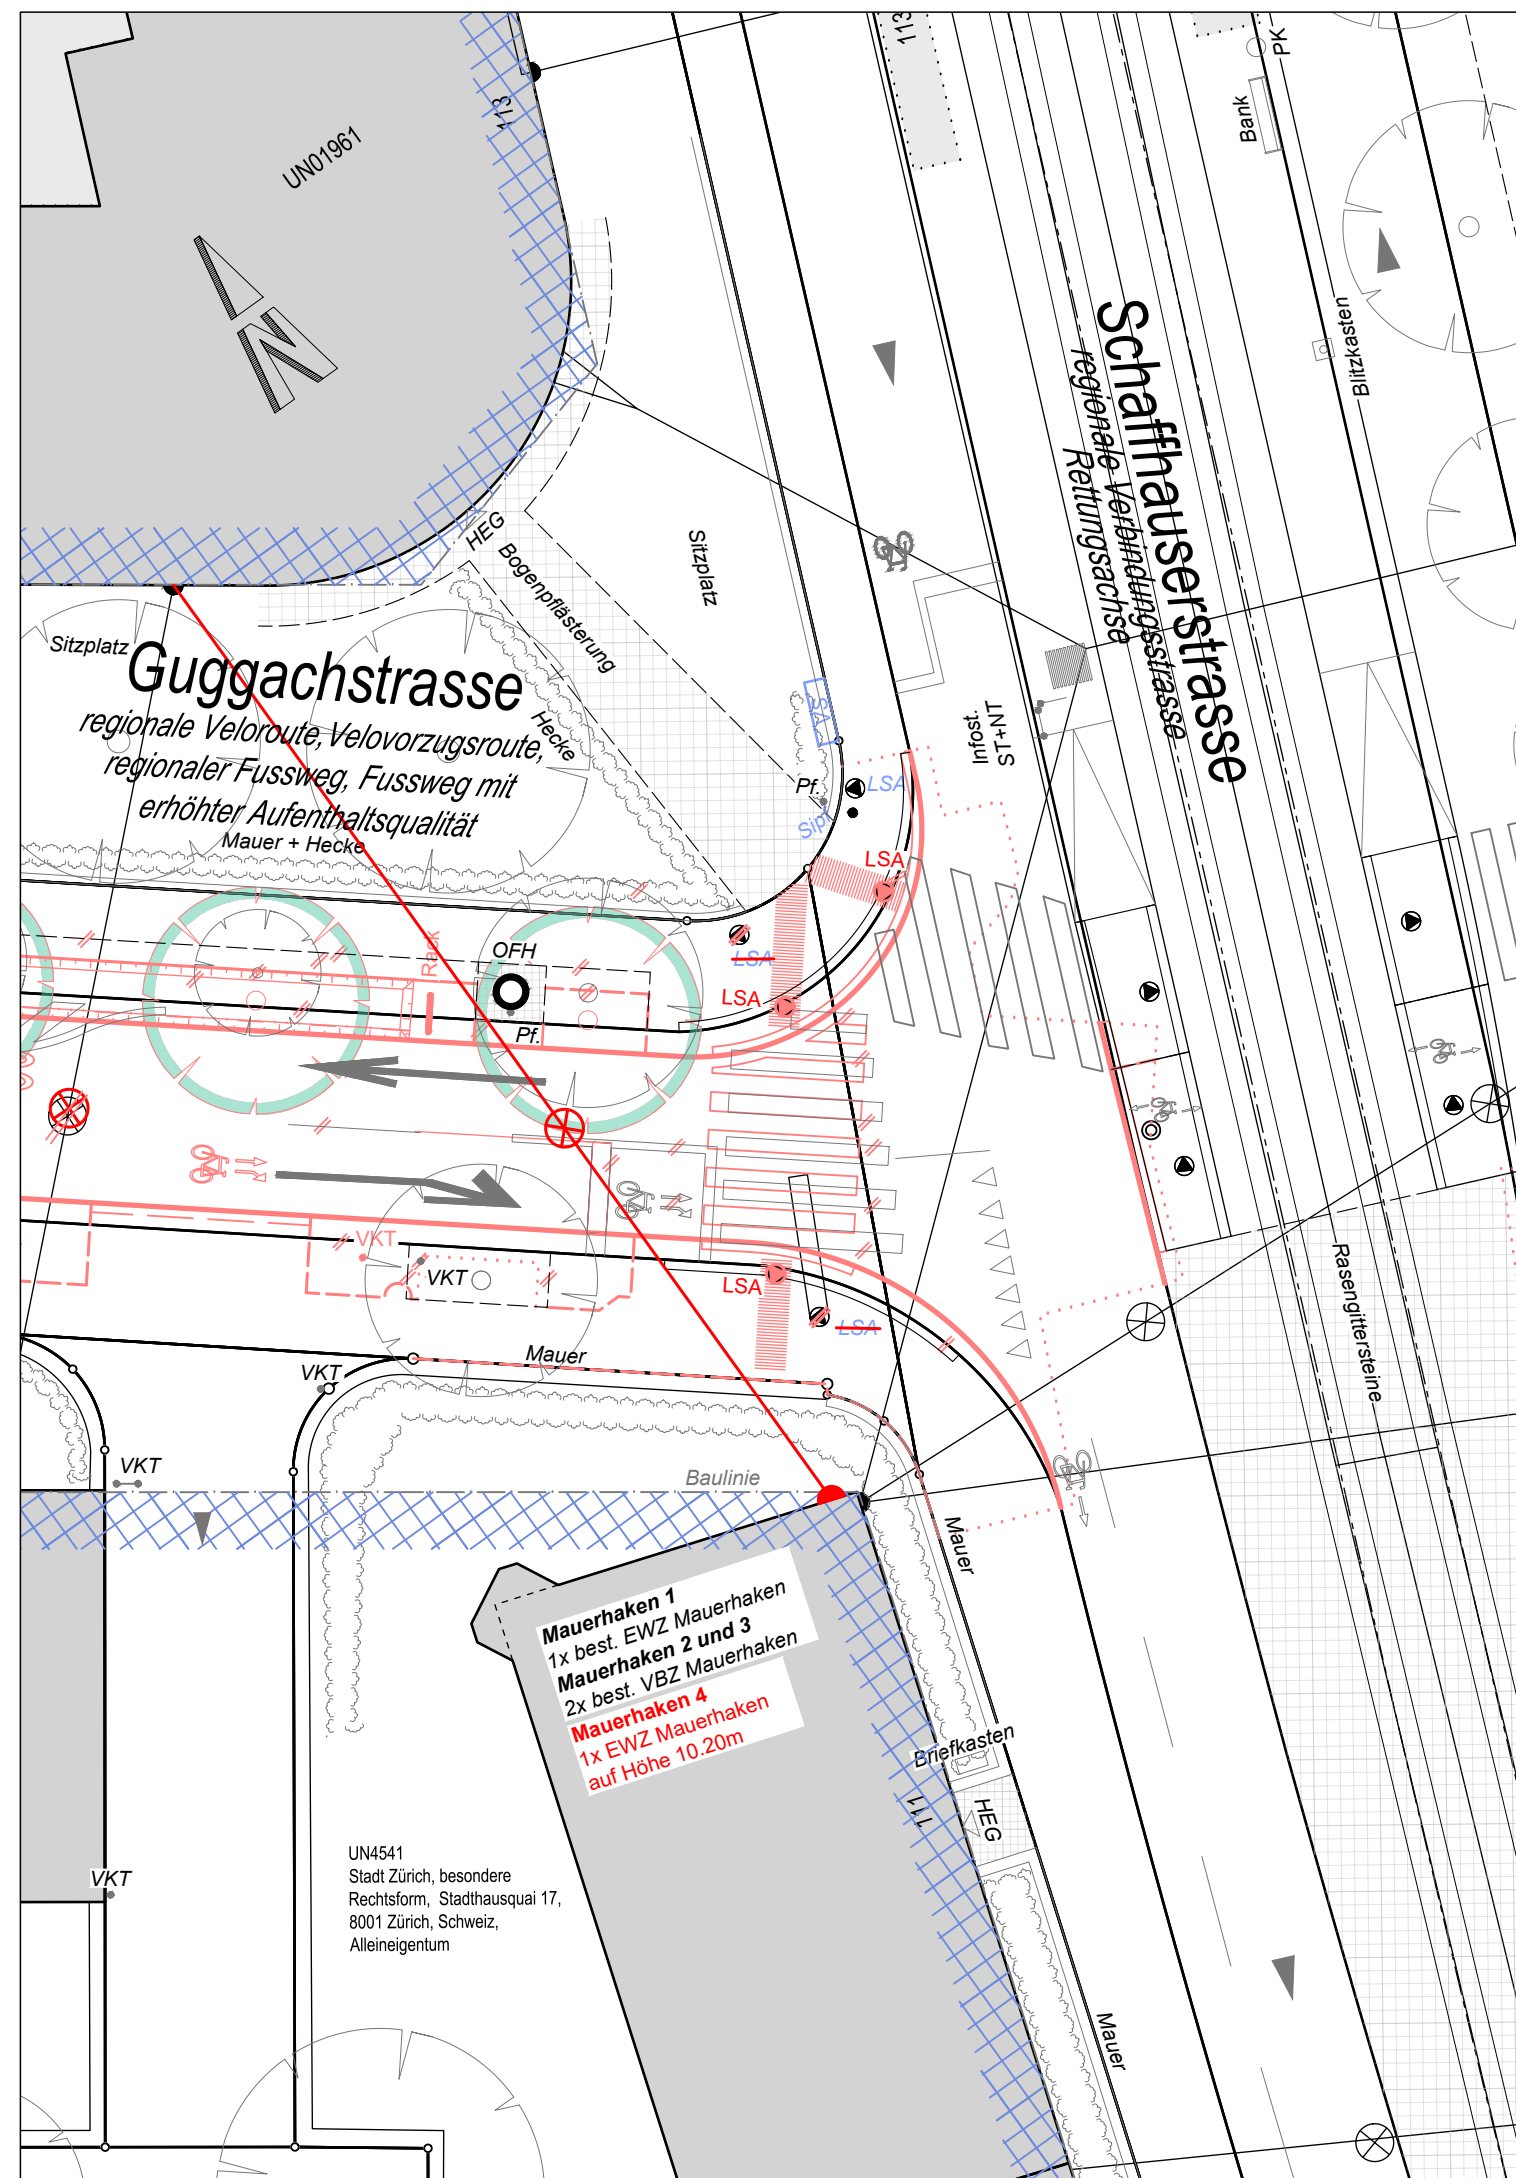 113
PK
Bank
113
UN01961
N
Blitzkasten
Schaffhauserstrasse
regionale Verbindungsstrasse
Rettungsachse
HEG
Bogenpflästerung
Sitzplatz
Sitzplatz
Guggachstrasse
regionale Veloroute, Velovorzugsroute,
regionaler Fussweg, Fussweg mit
erhöhter Aufenthaltsqualität
Mauer + Hecke
Hecke
SA
Infost.
ST+NT
Pf.
LSA
Sipf
LSA
Rack
OFH
LSA
LSA
Pf.
VKT
VKT
LSA
LSA
Rasengittersteine
Mauer
VKT
VKT
Baulinie
Mauer
Mauerhaken 1
1x best. EWZ Mauerhaken
Mauerhaken 2 und 3
2x best. VBZ Mauerhaken
Mauerhaken 4
1x EWZ Mauerhaken
auf Höhe 10.20m
Briefkasten
111
HEG
UN4541
Stadt Zürich, besondere
Rechtsform, Stadthausquai 17,
8001 Zürich, Schweiz,
Alleineigentum
VKT
Mauer